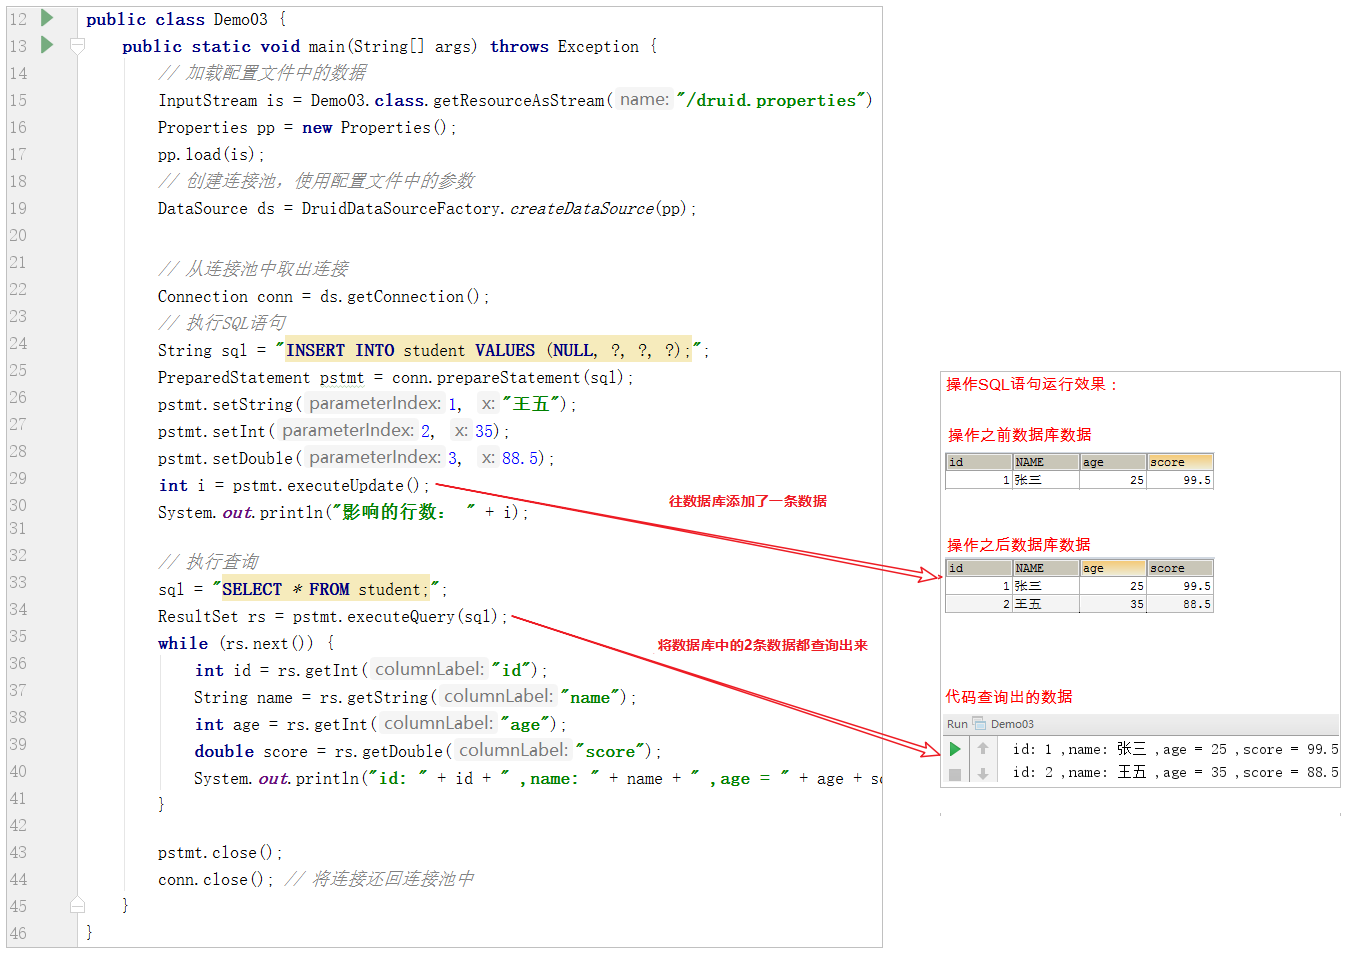 12 public class Demo03 {
13 public static void main(String[] args) throws Exception {
14 // 加载配置文件中的数据
15 InputStream is = Demo03.class.getResourceAsStream( name: "/druid.properties")
16 Properties pp = new Properties();
17 pp.load(is);
18 // 创建连接池，使用配置文件中的参数
19 DataSource ds = DruidDataSourceFactory.createDataSource(pp);
20
21 // 从连接池中取出连接
22 Connection conn = ds.getConnection();
23 // 执行SQL语句
24 String sql = "INSERT INTO student VALUES (NULL, ?, ?, ?);";
25 PreparedStatement pstmt = conn.prepareStatement(sql);
26 pstmt.setString( parameterIndex: 1, x: "王五");
27 pstmt.setInt( parameterIndex: 2, x: 35);
28 pstmt.setDouble( parameterIndex: 3, x: 88.5);
29 int i = pstmt.executeUpdate();
30 System.out.println("影响的行数： " + i);
31
32 // 执行查询
33 sql = "SELECT * FROM student;";
34 ResultSet rs = pstmt.executeQuery(sql);
35 while (rs.next()) {
36 int id = rs.getInt( columnLabel: "id");
37 String name = rs.getString( columnLabel: "name");
38 int age = rs.getInt( columnLabel: "age");
39 double score = rs.getDouble( columnLabel: "score");
40 System.out.println("id: " + id + " ,name: " + name + " ,age = " + age + sc
41 }
42
43 pstmt.close();
44 conn.close(); // 将连接还回连接池中
45 }
46 }
往数据库添加了一条数据
将数据库中的2条数据都查询出来
操作SQL语句运行效果：
操作之前数据库数据
id NAME age score
1 张三 25 99.5
操作之后数据库数据
id NAME age score
1 张三 25 99.5
2 王五 35 88.5
代码查询出的数据
Run Demo03
id: 1 ,name: 张三 ,age = 25 ,score = 99.5
id: 2 ,name: 王五 ,age = 35 ,score = 88.5